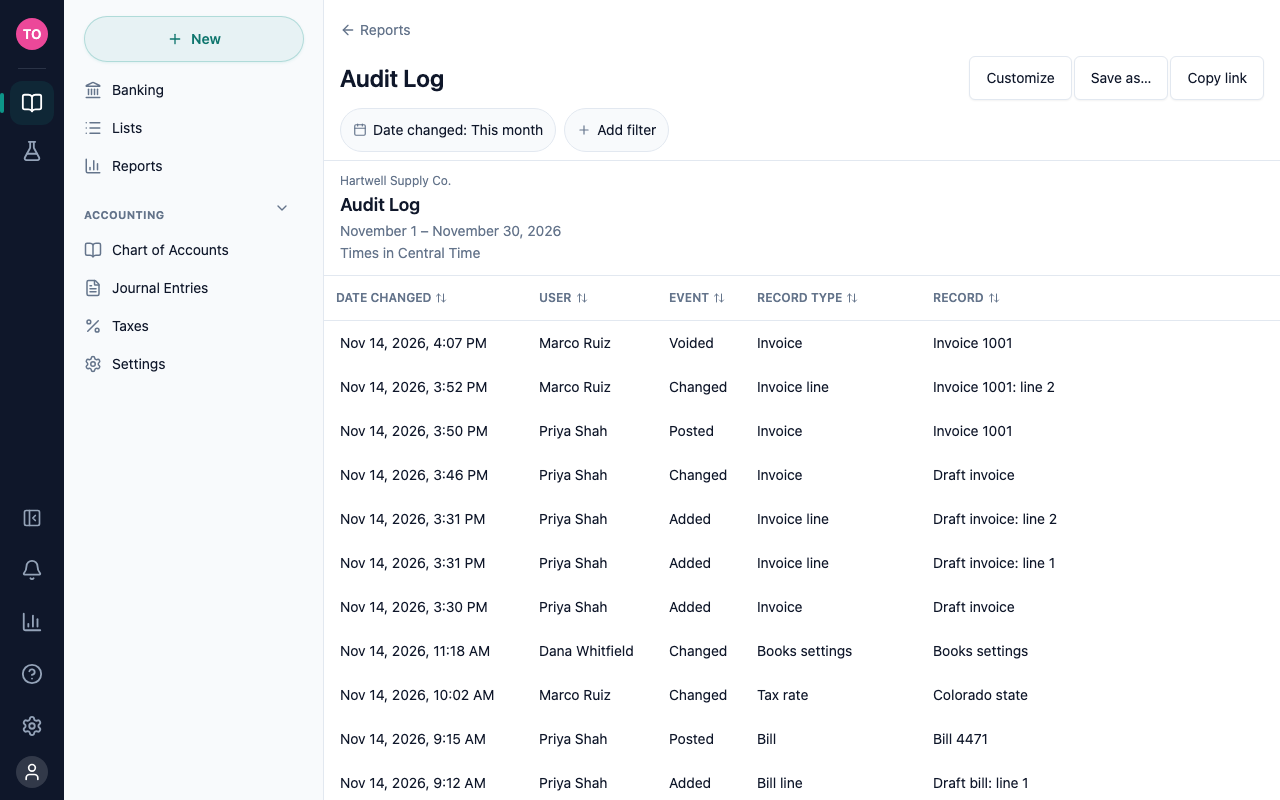 TO
New
Banking
Lists
Reports
ACCOUNTING
Chart of Accounts
Journal Entries
Taxes
Settings
Reports
Audit Log
Customize
Save as...
Copy link
Date changed: This month
Add filter
Hartwell Supply Co.
Audit Log
November 1 – November 30, 2026
Times in Central Time
DATE CHANGED USER EVENT RECORD TYPE RECORD
Nov 14, 2026, 4:07 PM Marco Ruiz Voided Invoice Invoice 1001
Nov 14, 2026, 3:52 PM Marco Ruiz Changed Invoice line Invoice 1001: line 2
Nov 14, 2026, 3:50 PM Priya Shah Posted Invoice Invoice 1001
Nov 14, 2026, 3:46 PM Priya Shah Changed Invoice Draft invoice
Nov 14, 2026, 3:31 PM Priya Shah Added Invoice line Draft invoice: line 2
Nov 14, 2026, 3:31 PM Priya Shah Added Invoice line Draft invoice: line 1
Nov 14, 2026, 3:30 PM Priya Shah Added Invoice Draft invoice
Nov 14, 2026, 11:18 AM Dana Whitfield Changed Books settings Books settings
Nov 14, 2026, 10:02 AM Marco Ruiz Changed Tax rate Colorado state
Nov 14, 2026, 9:15 AM Priya Shah Posted Bill Bill 4471
Nov 14, 2026, 9:12 AM Priya Shah Added Bill line Draft bill: line 1